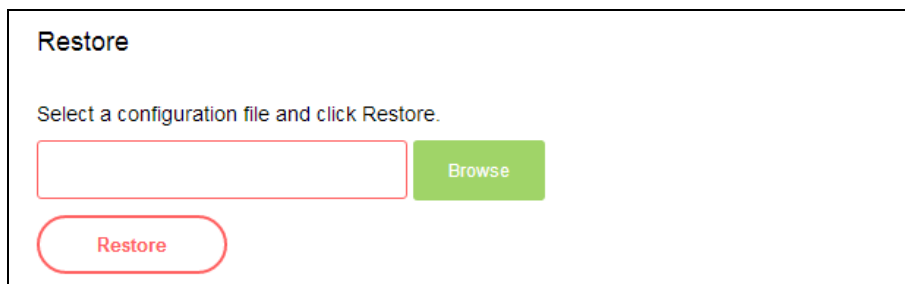 Restore
Select a configuration file and click Restore.
Browse
Restore